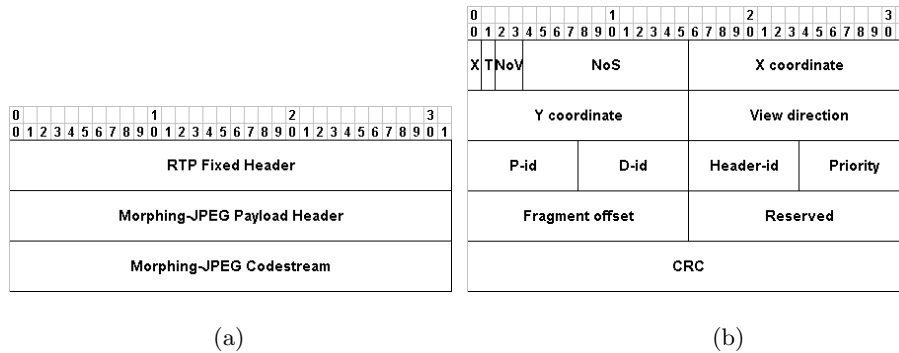 0 1 2 3
0 1 2 3 4 5 6 7 8 9 0 1 2 3 4 5 6 7 8 9 0 1 2 3 4 5 6 7 8 9 0 1
RTP Fixed Header
Morphing-JPEG Payload Header
Morphing-JPEG Codestream
(a)
0 1 2 3
0 1 2 3 4 5 6 7 8 9 0 1 2 3 4 5 6 7 8 9 0 1 2 3 4 5 6 7 8 9 0
X T NoV NoS X coordinate
Y coordinate View direction
P-id D-id Header-id Priority
Fragment offset Reserved
CRC
(b)